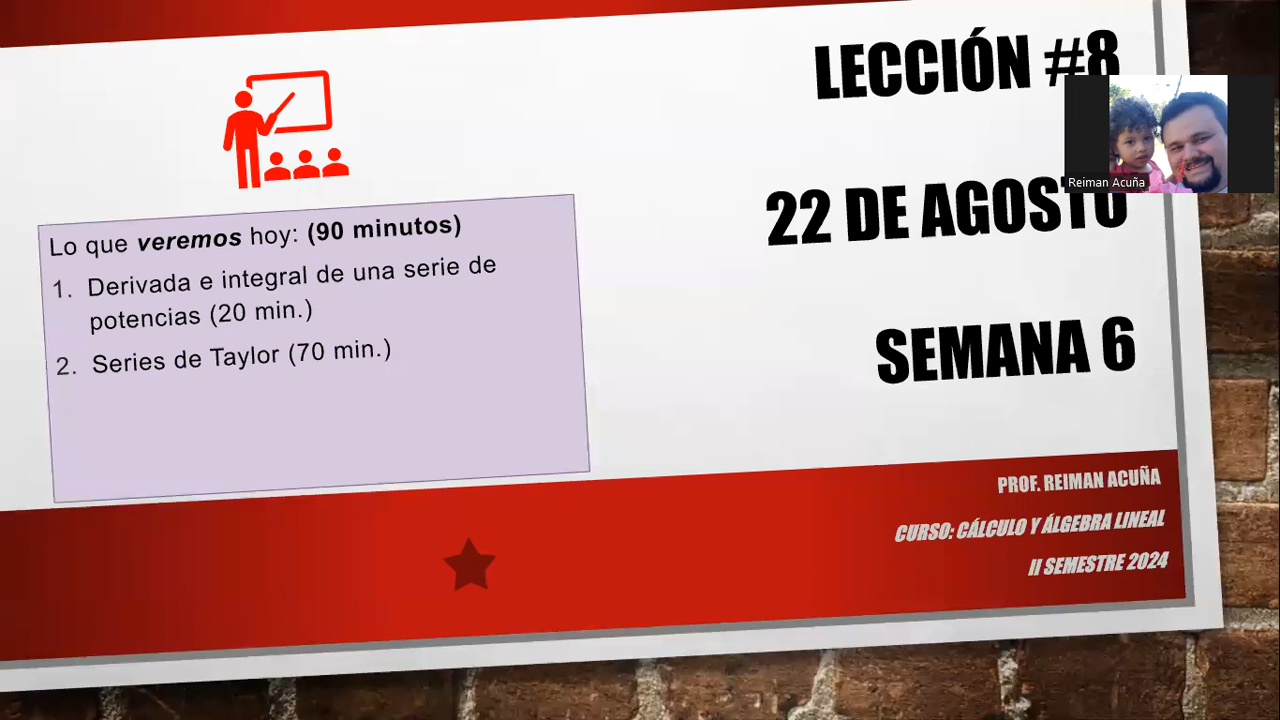 LECCIÓN #8
22 DE AGOSTO
SEMANA 6
Reiman Acuña
Lo que veremos hoy: (90 minutos)
1. Derivada e integral de una serie de
potencias (20 min.)
2. Series de Taylor (70 min.)
PROF. REIMAN ACUÑA
CURSO: CÁLCULO Y ÁLGEBRA LINEAL
II SEMESTRE 2024